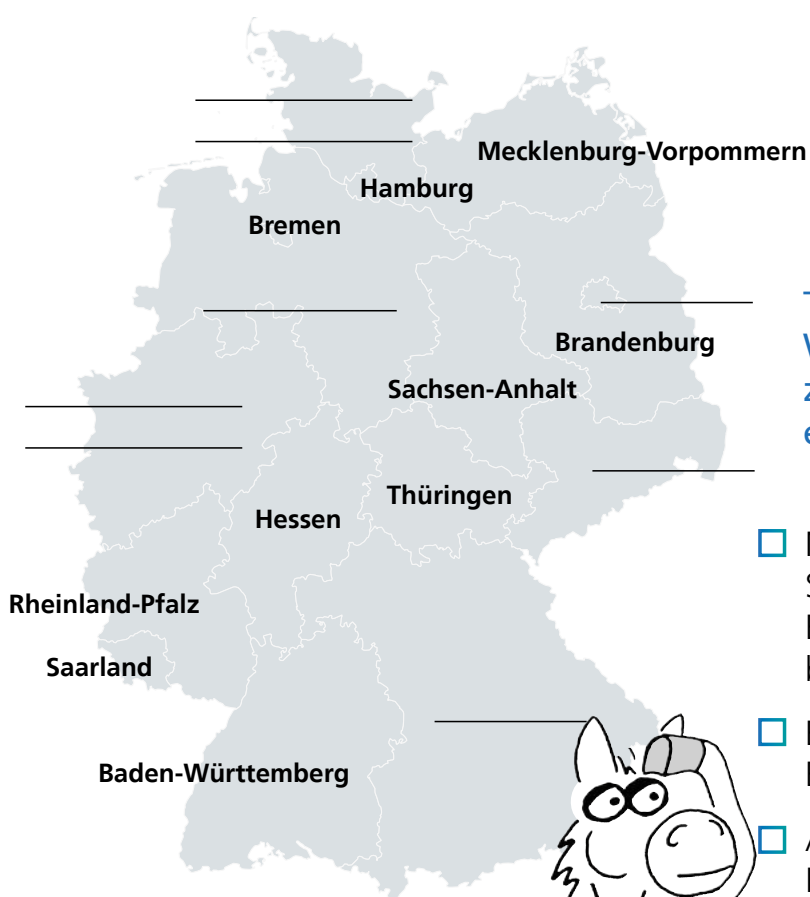 Mecklenburg-Vorpommern
Hamburg
Bremen
Brandenburg
Sachsen-Anhalt
Thüringen
Hessen
Rheinland-Pfalz
Saarland
Baden-Württemberg